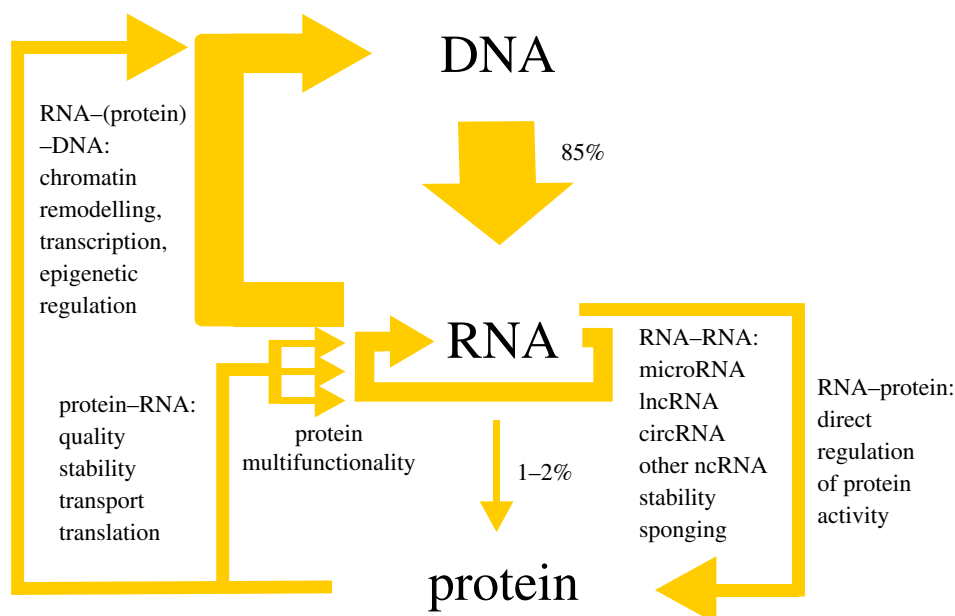 DNA
85%
RNA–(protein)
–DNA:
chromatin
remodelling,
transcription,
epigenetic
regulation
RNA
RNA–RNA:
microRNA
lncRNA
circRNA
other ncRNA
stability
sponging
RNA–protein:
direct
regulation
of protein
activity
protein–RNA:
quality
stability
transport
translation
protein
multifunctionality
1–2%
protein